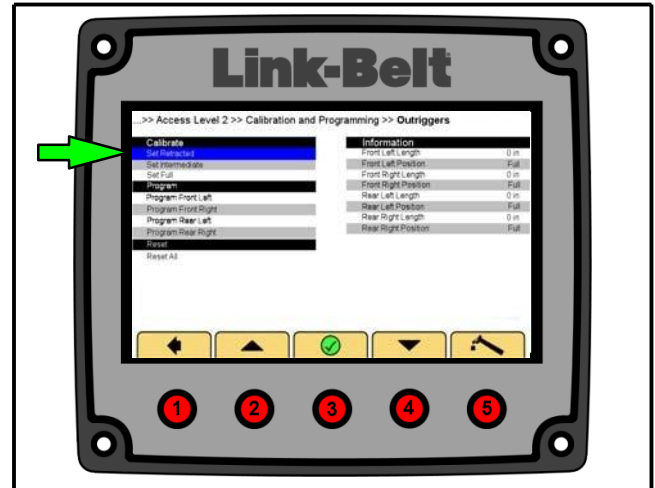 Link-Belt
...>> Access Level 2 >> Calibration and Programming >> Outriggers
Calibrate
Set Retracted
Set Intermediate
Set Full
Program
Program Front Left
Program Front Right
Program Rear Left
Program Rear Right
Reset
Reset All
Information
Front Left Length 0 in
Front Left Position Full
Front Right Length 0 in
Front Right Position Full
Rear Left Length 0 in
Rear Left Position Full
Rear Right Length 0 in
Rear Right Position Full
1 2 3 4 5